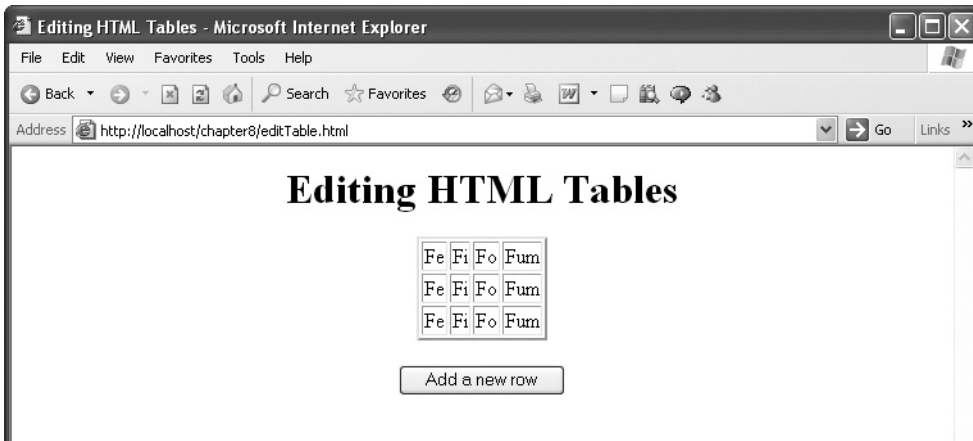 Editing HTML Tables - Microsoft Internet Explorer
File Edit View Favorites Tools Help
Back Search Favorites W
Address http://localhost/chapter8/editTable.html Go Links »
Editing HTML Tables
Fe Fi Fo Fum
Fe Fi Fo Fum
Fe Fi Fo Fum
Add a new row